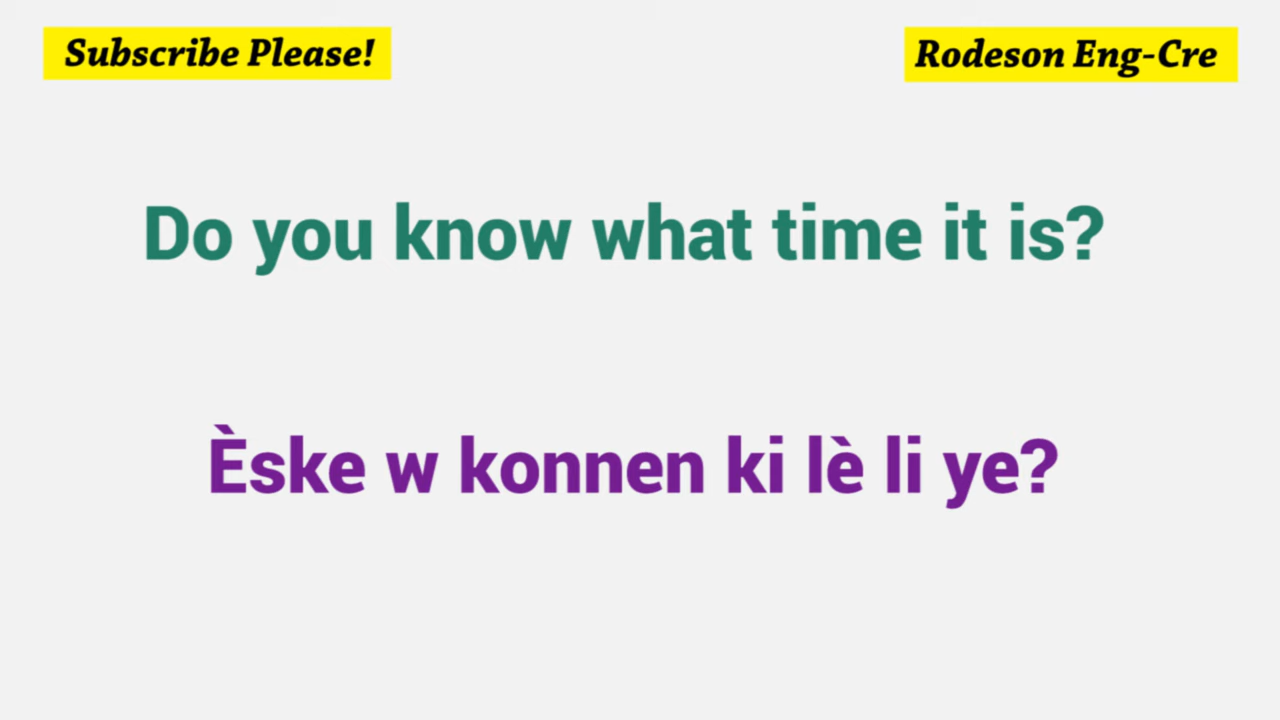 Subscribe Please!
Rodeson Eng-Cre
Do you know what time it is?
Èske w konnen ki lè li ye?